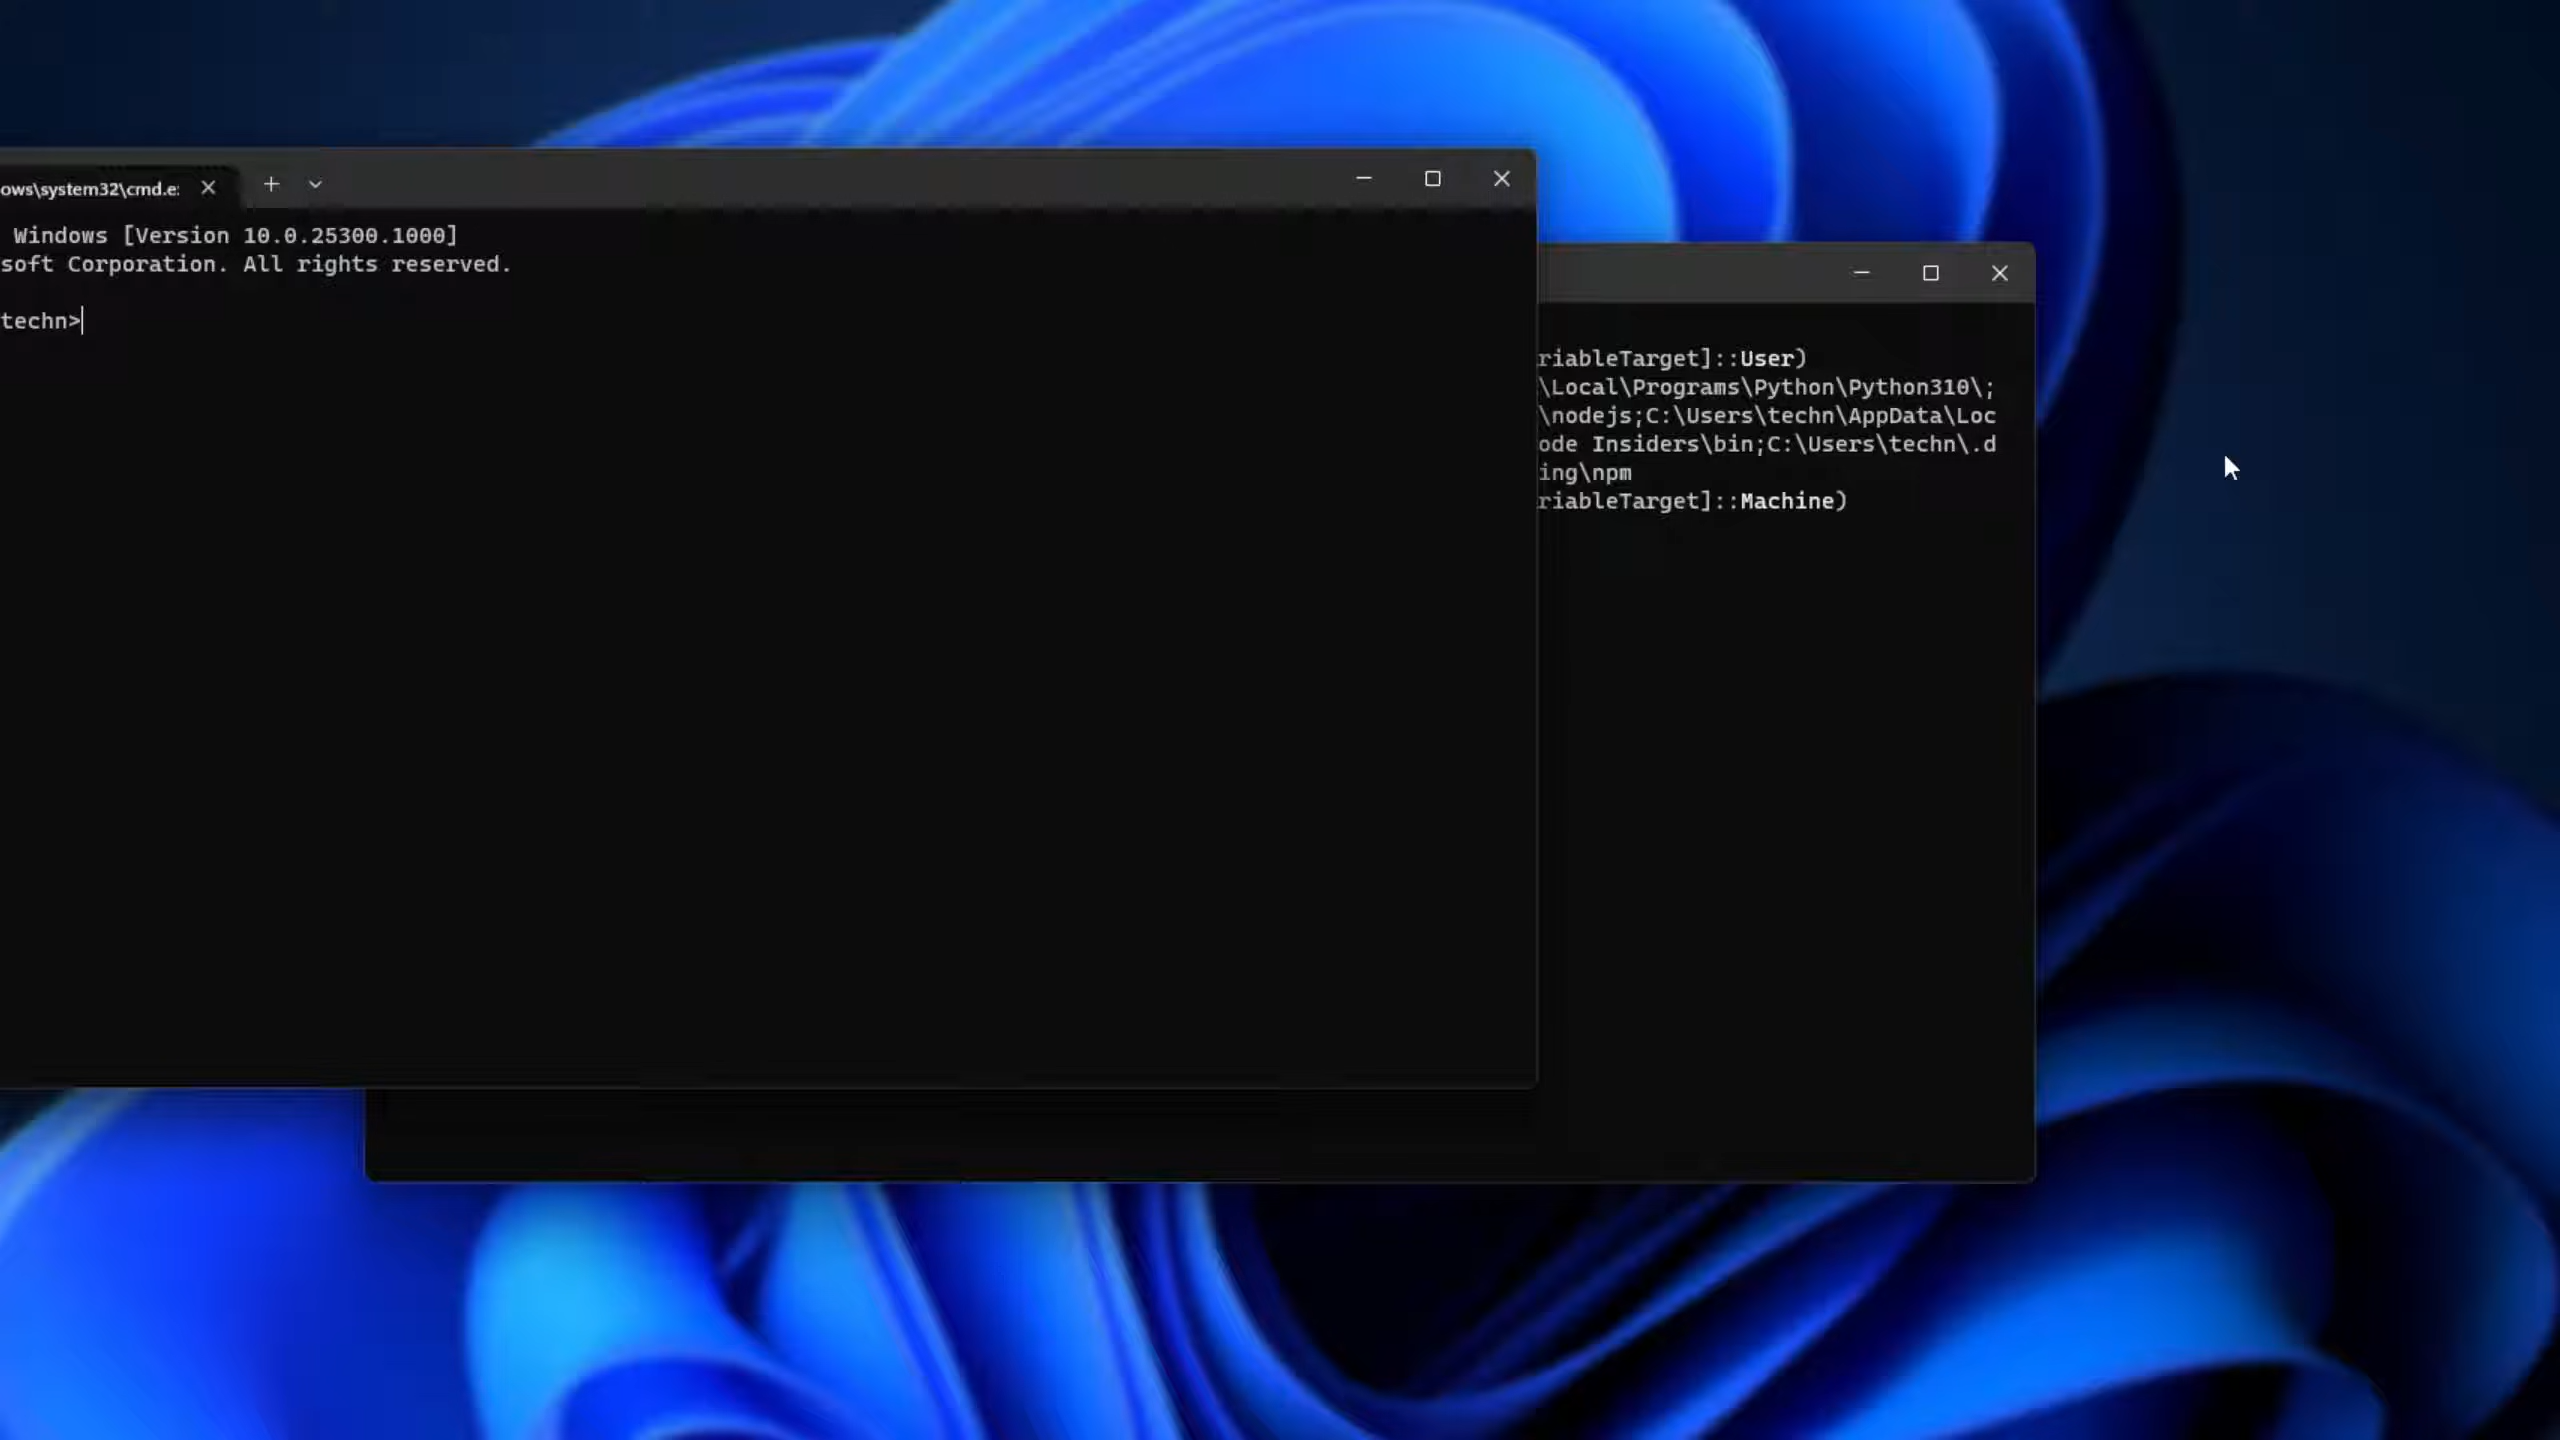 ows\system32\cmd.e:
Windows [Version 10.0.25300.1000]
soft Corporation. All rights reserved.
techn>
riableTarget]::User)
\Local\Programs\Python\Python310\;
\nodejs;C:\Users\techn\AppData\Loc
ode Insiders\bin;C:\Users\techn\.d
ing\npm
riableTarget]::Machine)